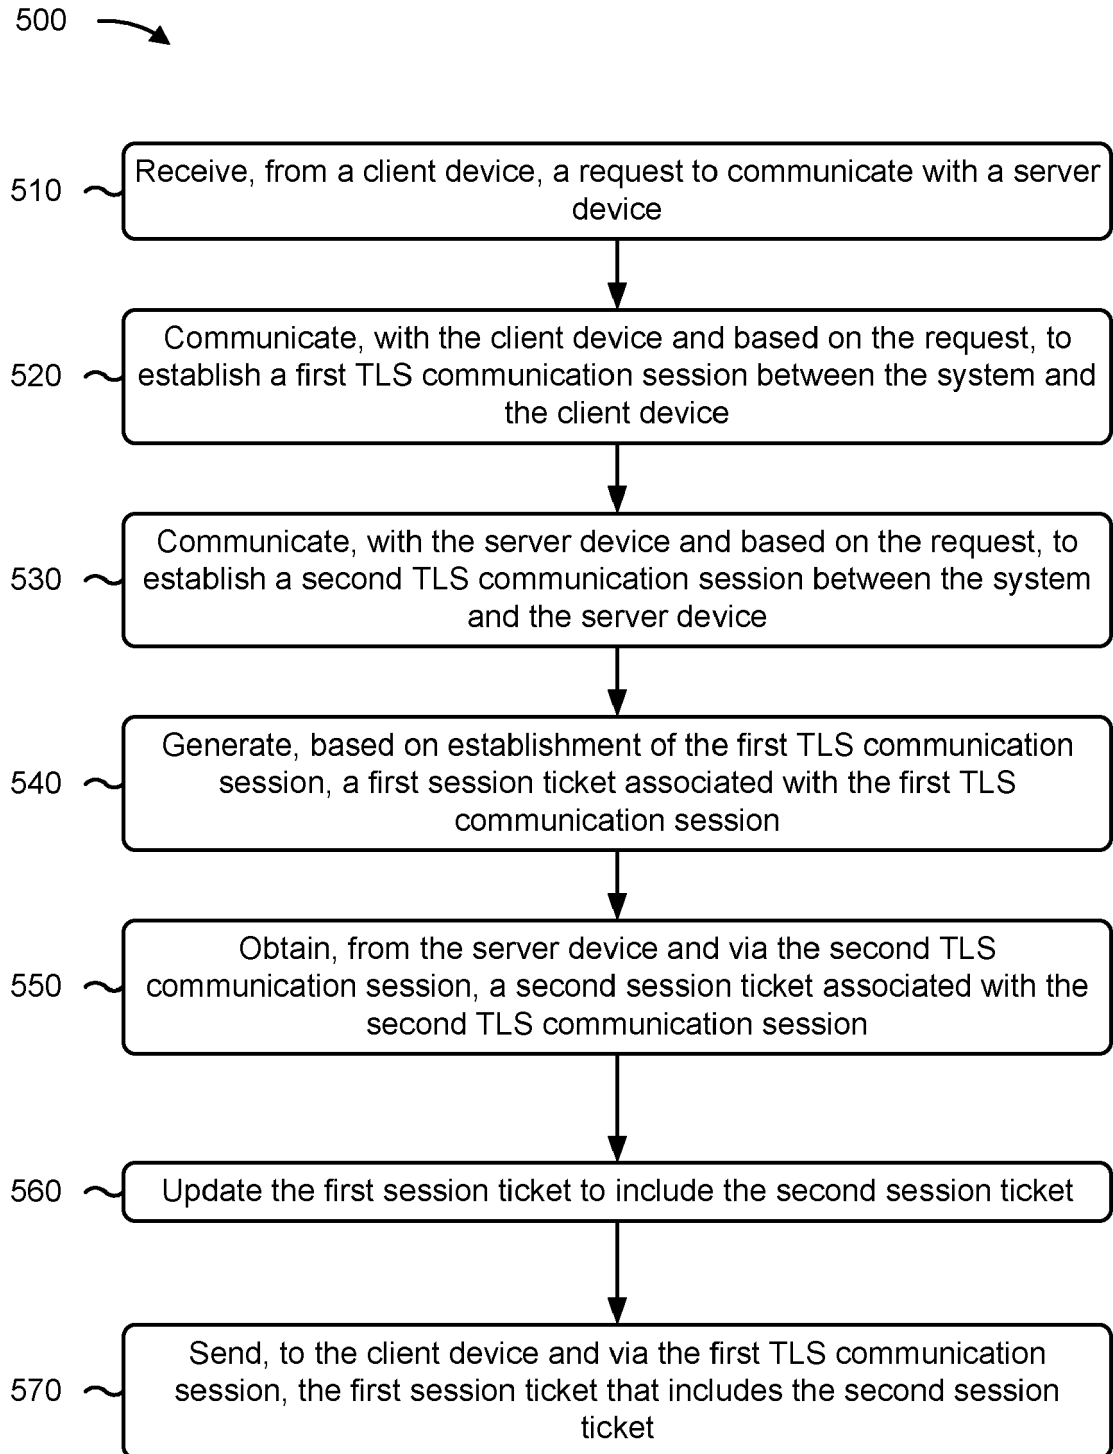 500
510
Receive, from a client device, a request to communicate with a server
device
520
Communicate, with the client device and based on the request, to
establish a first TLS communication session between the system and
the client device
530
Communicate, with the server device and based on the request, to
establish a second TLS communication session between the system
and the server device
540
Generate, based on establishment of the first TLS communication
session, a first session ticket associated with the first TLS
communication session
550
Obtain, from the server device and via the second TLS
communication session, a second session ticket associated with the
second TLS communication session
560
Update the first session ticket to include the second session ticket
570
Send, to the client device and via the first TLS communication
session, the first session ticket that includes the second session
ticket